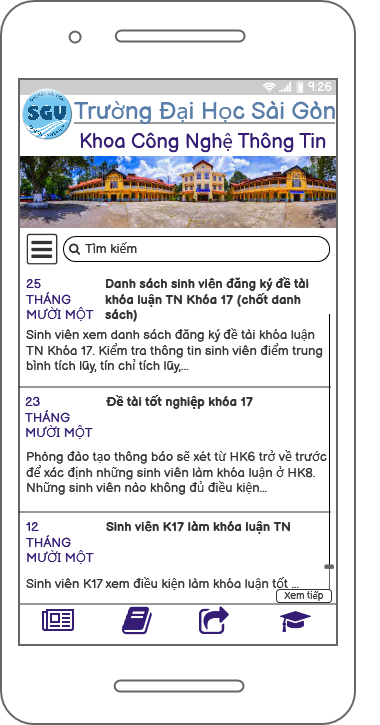 9:26
SGU
Trường Đại Học Sài Gòn
Khoa Công Nghệ Thông Tin
Tìm kiếm
25
THÁNG
MƯỜI MỘT
Danh sách sinh viên đăng ký đề tài
khóa luận TN Khóa 17 (chốt danh
sách)
Sinh viên xem danh sách đăng ký đề tài khóa luận
TN Khóa 17. Kiểm tra thông tin sinh viên điểm trung
bình tích lũy, tín chỉ tích lũy,...
23
THÁNG
MƯỜI MỘT
Đề tài tốt nghiệp khóa 17
Phòng đào tạo thông báo sẽ xét từ HK6 trở về trước
để xác định những sinh viên làm khóa luận ở HK8.
Những sinh viên nào không đủ điều kiện...
12
THÁNG
MƯỜI MỘT
Sinh viên K17 làm khóa luận TN
Sinh viên K17 xem điều kiện làm khóa luận tốt ...
Xem tiếp